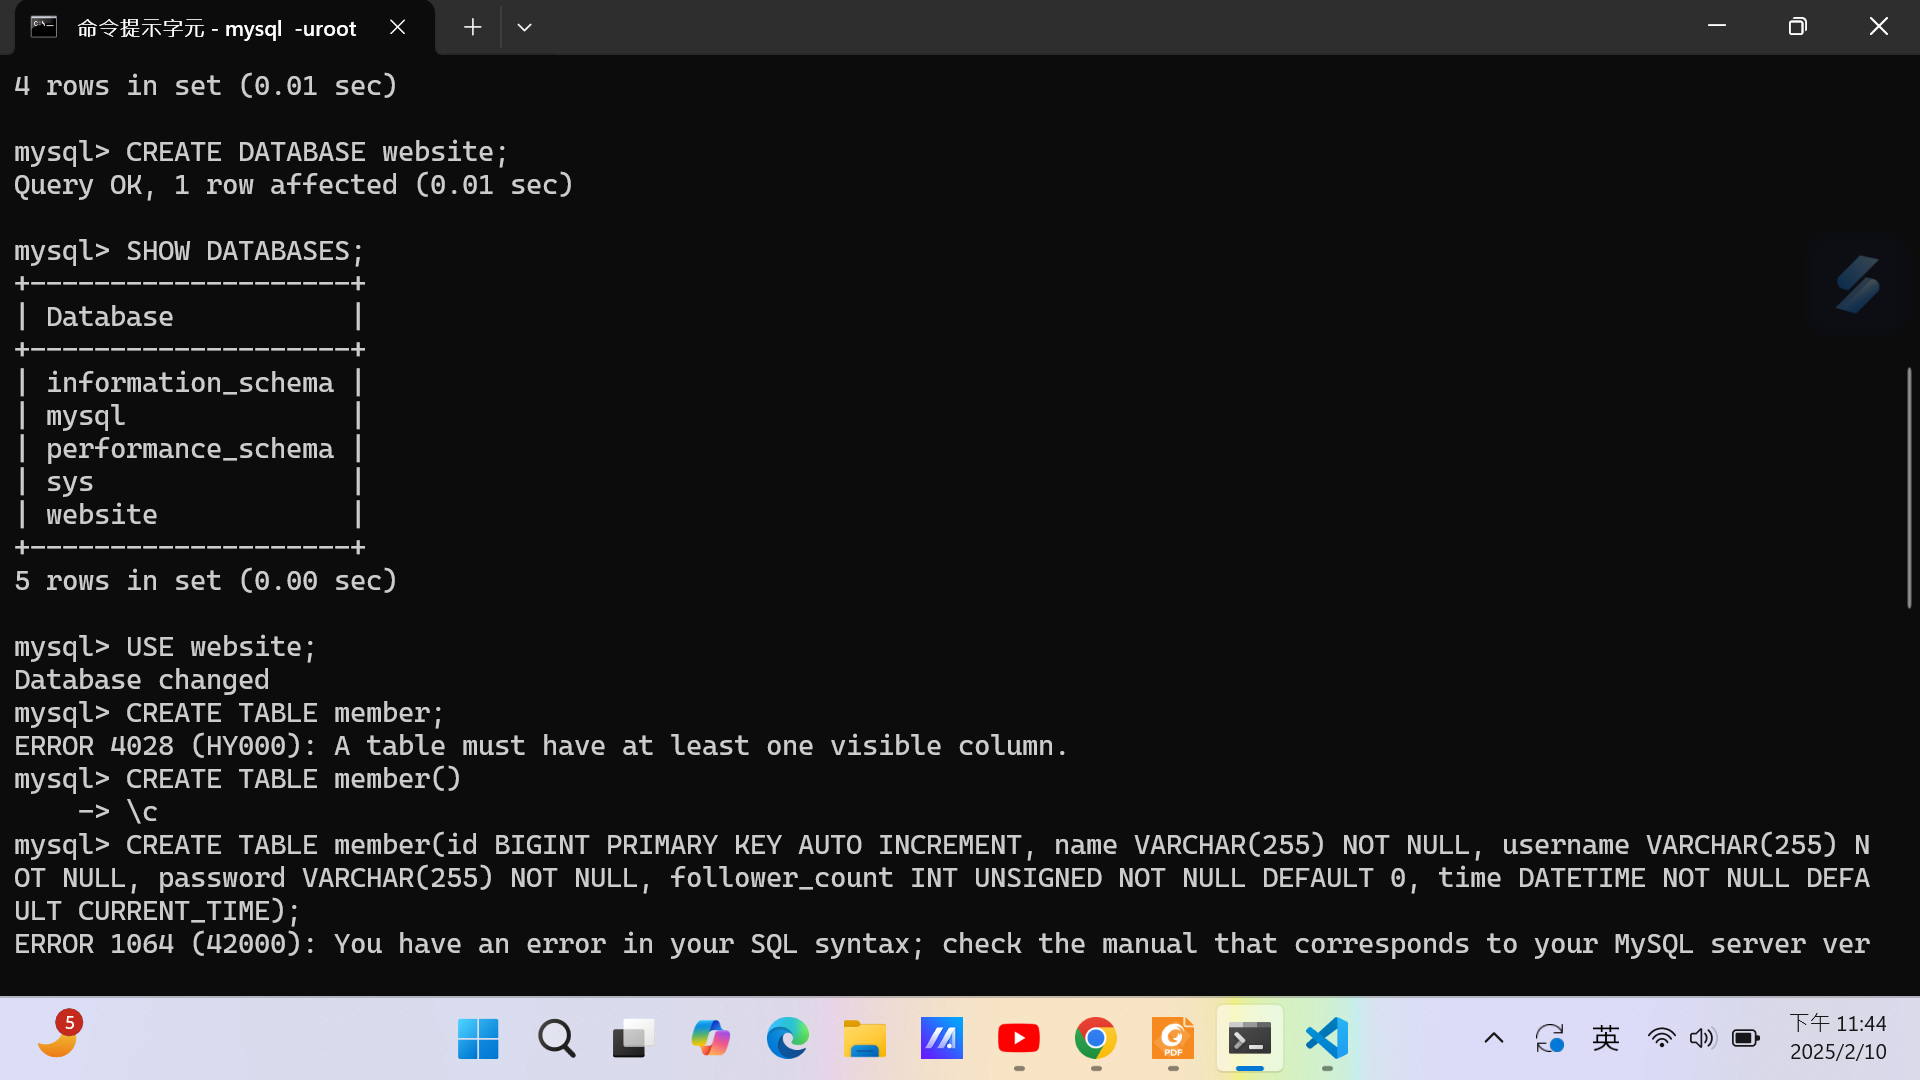 命令提示字元 - mysql  -uroot
4 rows in set (0.01 sec)
mysql> CREATE DATABASE website;
Query OK, 1 row affected (0.01 sec)
mysql> SHOW DATABASES;
+--------------------+
| Database           |
+--------------------+
| information_schema |
| mysql              |
| performance_schema |
| sys                |
| website            |
+--------------------+
5 rows in set (0.00 sec)
mysql> USE website;
Database changed
mysql> CREATE TABLE member;
ERROR 4028 (HY000): A table must have at least one visible column.
mysql> CREATE TABLE member()
    -> \c
mysql> CREATE TABLE member(id BIGINT PRIMARY KEY AUTO INCREMENT, name VARCHAR(255) NOT NULL, username VARCHAR(255) N
OT NULL, password VARCHAR(255) NOT NULL, follower_count INT UNSIGNED NOT NULL DEFAULT 0, time DATETIME NOT NULL DEFA
ULT CURRENT_TIME);
ERROR 1064 (42000): You have an error in your SQL syntax; check the manual that corresponds to your MySQL server ver
5
PDF
英
下午 11:44
2025/2/10